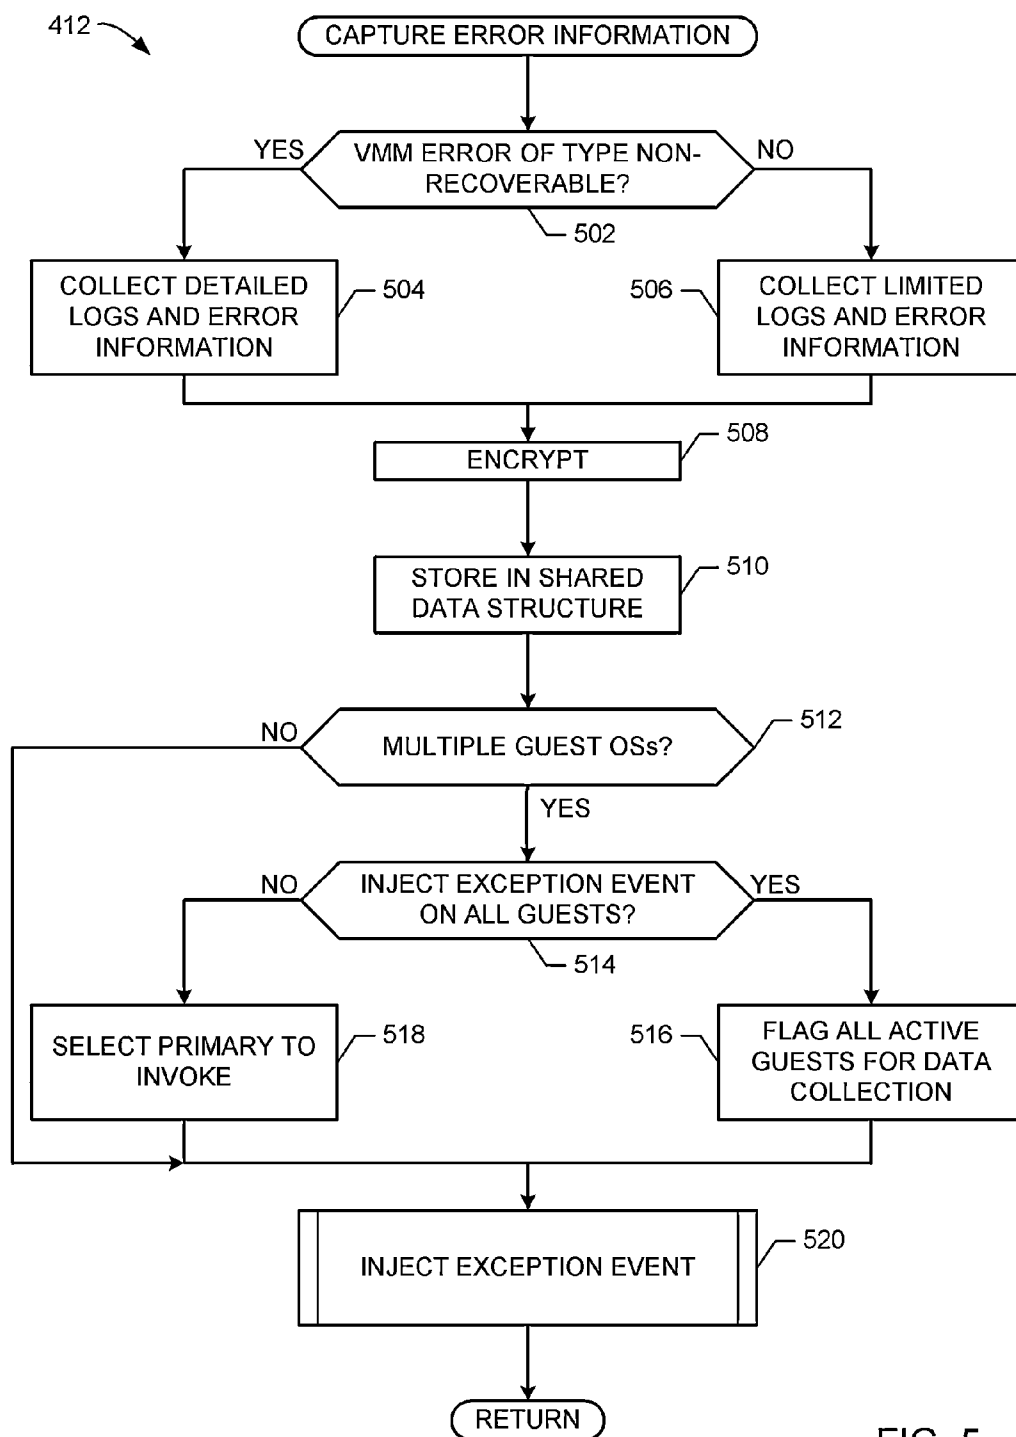 412
CAPTURE ERROR INFORMATION
YES
VMM ERROR OF TYPE NON-
RECOVERABLE?
NO
502
COLLECT DETAILED
LOGS AND ERROR
INFORMATION
504
506
COLLECT LIMITED
LOGS AND ERROR
INFORMATION
508
ENCRYPT
STORE IN SHARED
DATA STRUCTURE
510
512
NO
MULTIPLE GUEST OSs?
YES
NO
INJECT EXCEPTION EVENT
ON ALL GUESTS?
YES
514
SELECT PRIMARY TO
INVOKE
518
516
FLAG ALL ACTIVE
GUESTS FOR DATA
COLLECTION
520
INJECT EXCEPTION EVENT
RETURN
FIG. 5